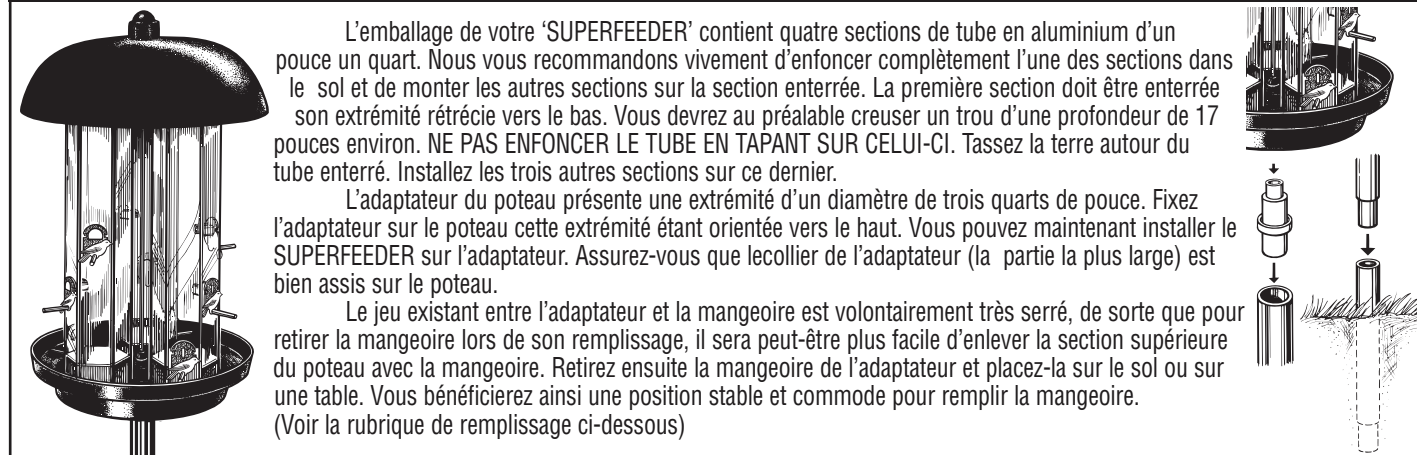 L’emballage de votre ‘SUPERFEEDER’ contient quatre sections de tube en aluminium d’un
pouce un quart. Nous vous recommandons vivement d’enfoncer complètement l’une des sections dans
le sol et de monter les autres sections sur la section enterrée. La première section doit être enterrée
son extrémité rétrécie vers le bas. Vous devrez au préalable creuser un trou d’une profondeur de 17
pouces environ. NE PAS ENFONCER LE TUBE EN TAPANT SUR CELUI-CI. Tassez la terre autour du
tube enterré. Installez les trois autres sections sur ce dernier.
L’adaptateur du poteau présente une extrémité d’un diamètre de trois quarts de pouce. Fixez
l’adaptateur sur le poteau cette extrémité étant orientée vers le haut. Vous pouvez maintenant installer le
SUPERFEEDER sur l’adaptateur. Assurez-vous que lecollier de l’adaptateur (la partie la plus large) est
bien assis sur le poteau.
Le jeu existant entre l’adaptateur et la mangeoire est volontairement très serré, de sorte que pour
retirer la mangeoire lors de son remplissage, il sera peut-être plus facile d’enlever la section supérieure
du poteau avec la mangeoire. Retirez ensuite la mangeoire de l’adaptateur et placez-la sur le sol ou sur
une table. Vous bénéficierez ainsi une position stable et commode pour remplir la mangeoire.
(Voir la rubrique de remplissage ci-dessous)